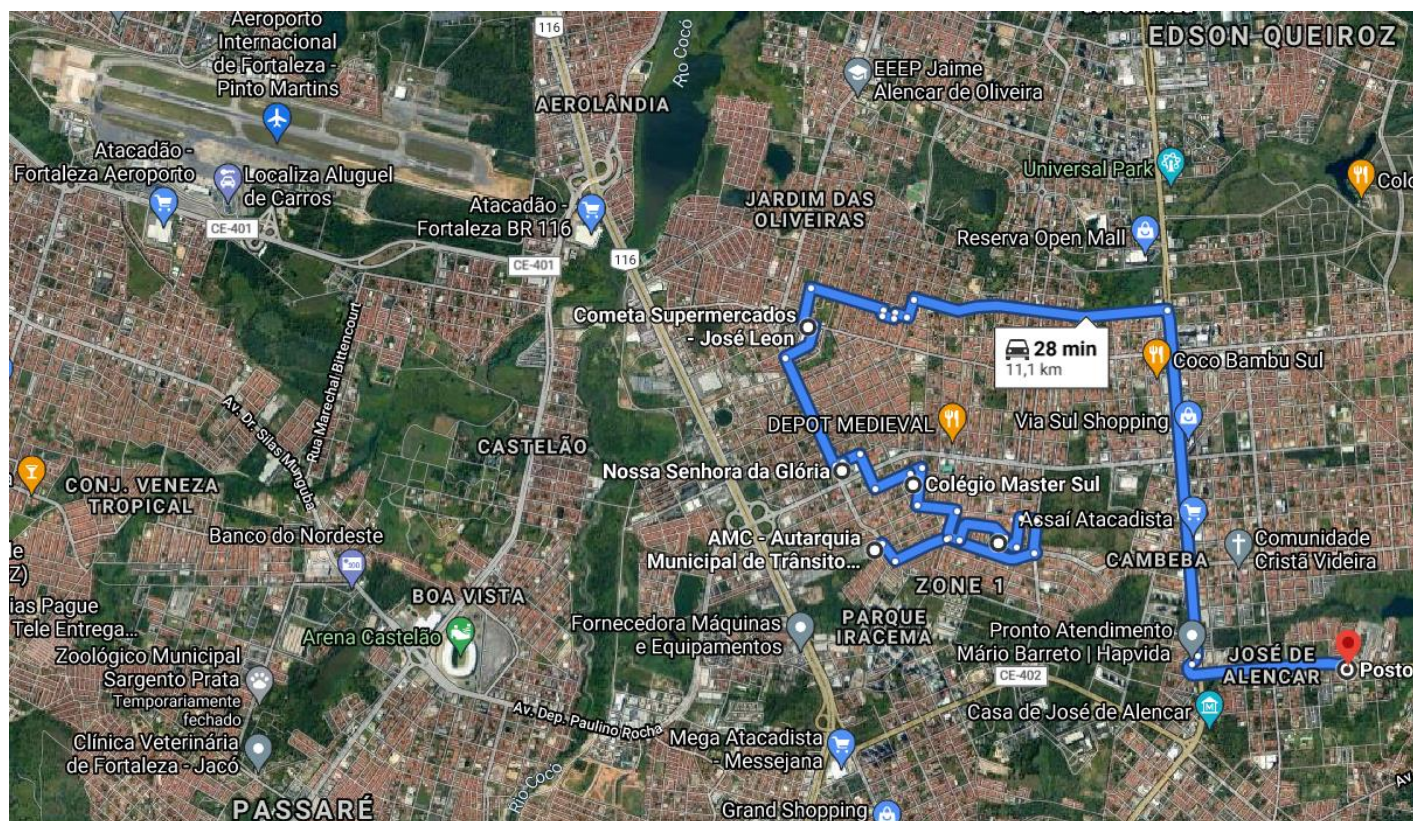 Aeroporto
Internacional
de Fortaleza -
Pinto Martins
116
Rio Cocó
EDSON QUEIROZ
EEEP Jaime
Alencar de Oliveira
AEROLÂNDIA
Atacadão -
Fortaleza Aeroporto
Localiza Aluguel
de Carros
Universal Park
Atacadão -
Fortaleza BR 116
JARDIM DAS
OLIVEIRAS
CE-401
Reserva Open Mall
CE-401
116
Cometa Supermercados
- José Leon
28 min
11,1 km
Coco Bambu Sul
Rua Marechal Bittencourt
Av. Dr. Silas Munguba
DEPOT MEDIEVAL
Via Sul Shopping
CASTELÃO
Nossa Senhora da Glória
Colégio Master Sul
CONJ. VENEZA
TROPICAL
Assaí Atacadista
Banco do Nordeste
AMC - Autarquia
Municipal de Trânsito...
Comunidade
Cristã Videira
CAMBEBA
ZONE 1
BOA VISTA
ias Pague
Tele Entrega...
Arena Castelão
Fornecedora Máquinas
e Equipamentos
PARQUE
IRACEMA
Pronto Atendimento
Mário Barreto | Hapvida
JOSÉ DE
ALENCAR
Posto
Zoológico Municipal
Sargento Prata
Temporariamente
fechado
CE-402
Casa de José de Alencar
Av. Dep. Paulino Rocha
Mega Atacadista
- Messejana
Clínica Veterinária
de Fortaleza - Jacó
Rio Cocó
PASSARÉ
Grand Shopping